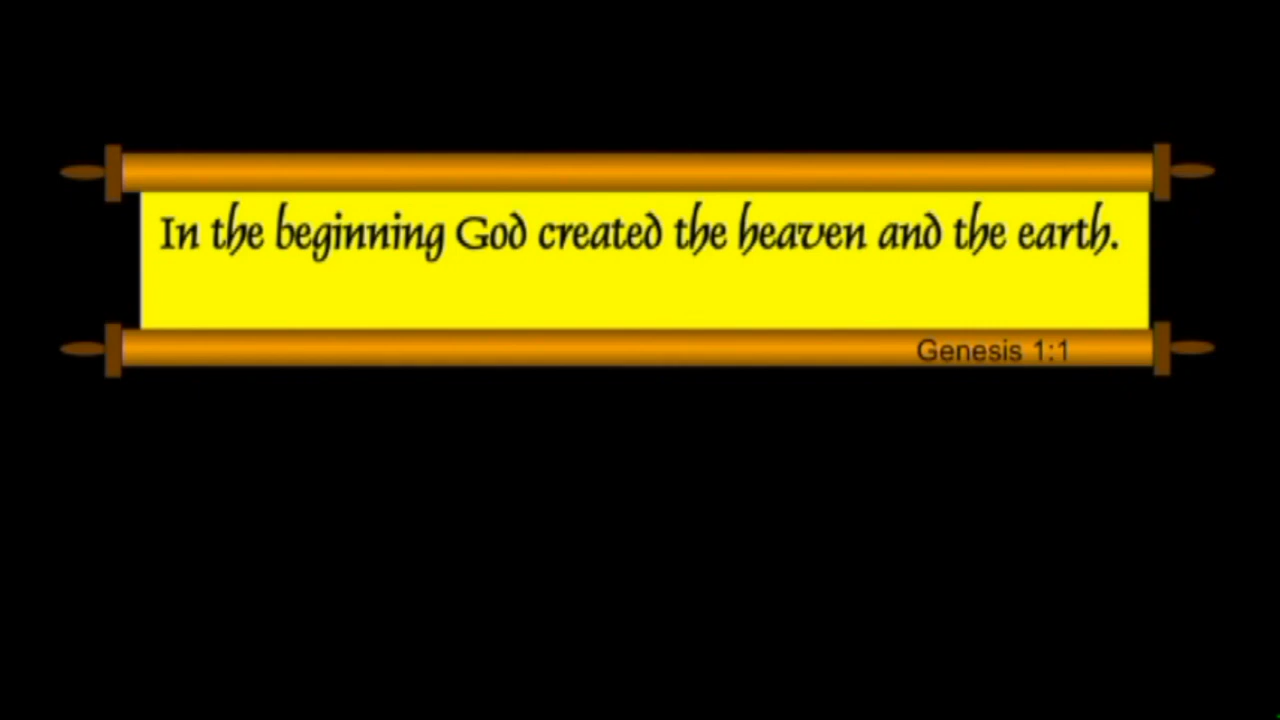 In the beginning God created the heaven and the earth.
Genesis 1:1